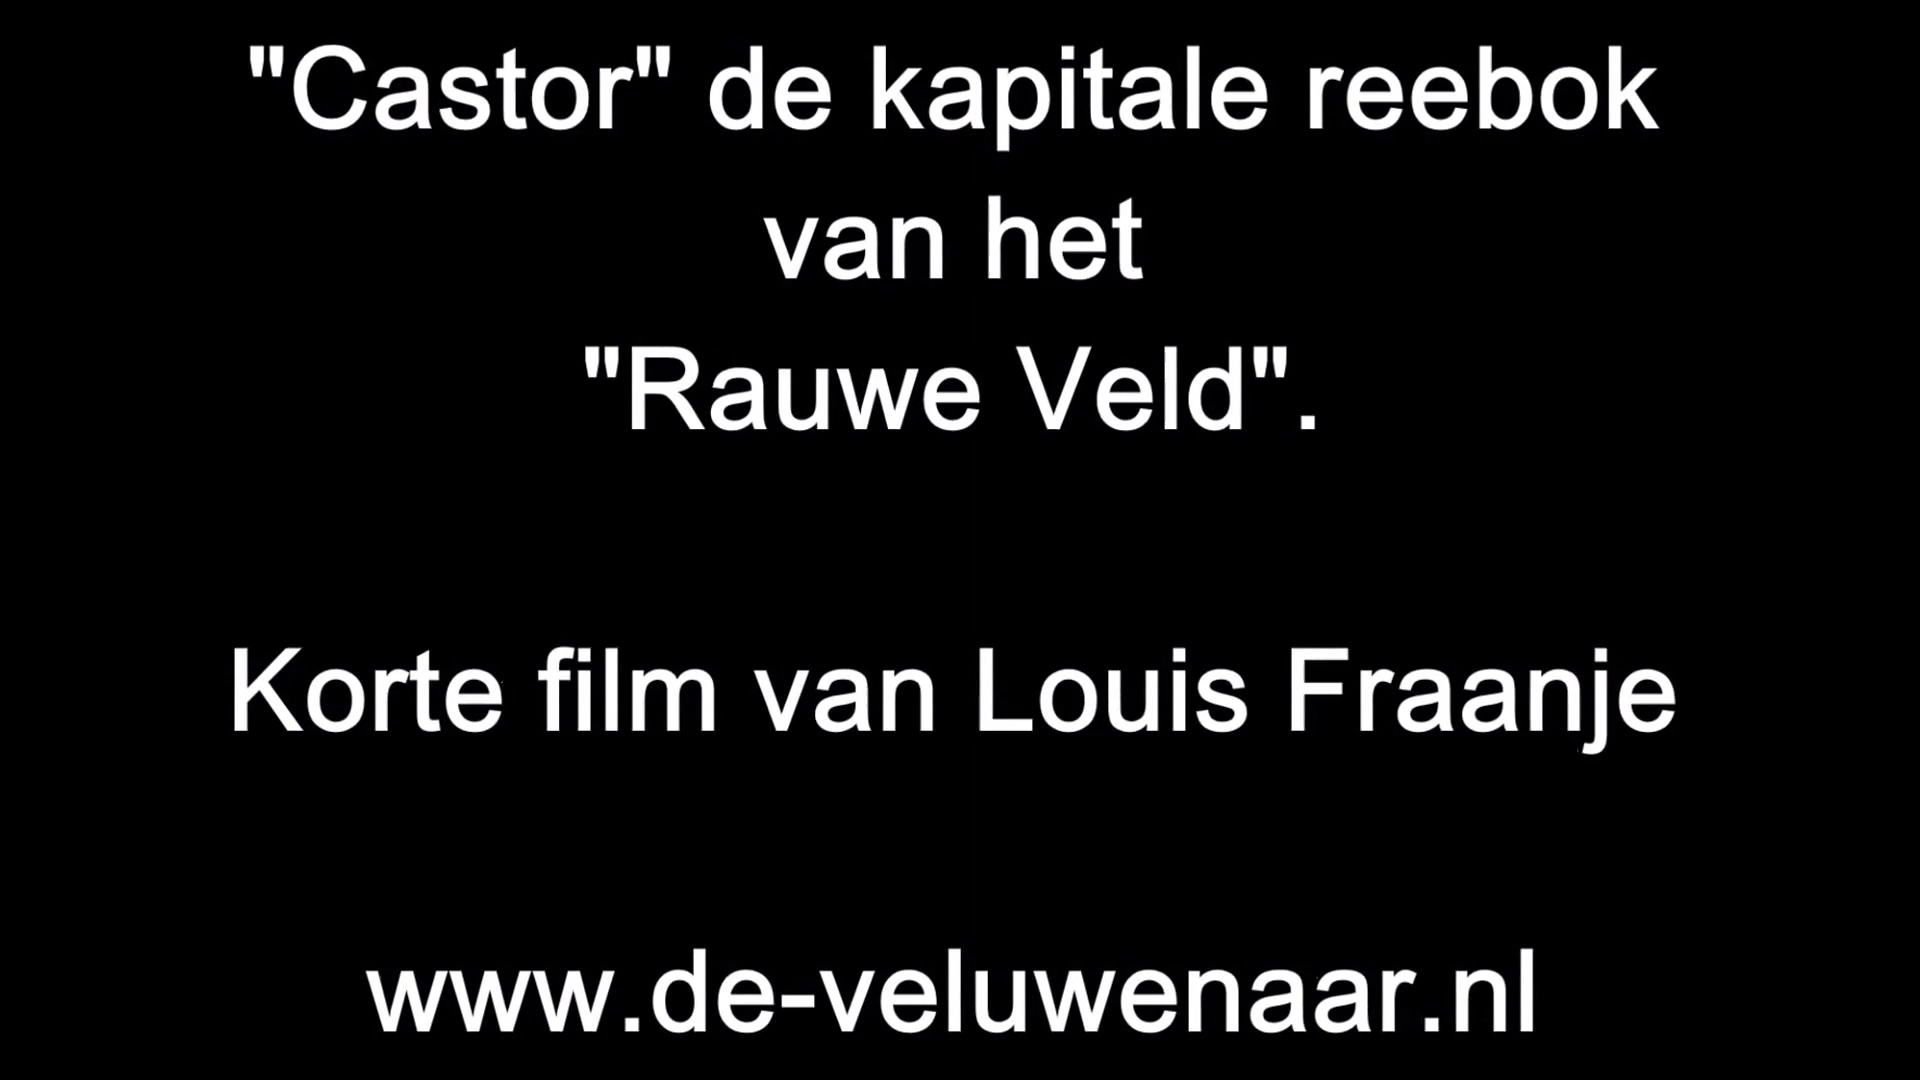 "Castor" de kapitale reebok
van het
"Rauwe Veld".
Korte film van Louis Fraanje
www.de-veluwenaar.nl